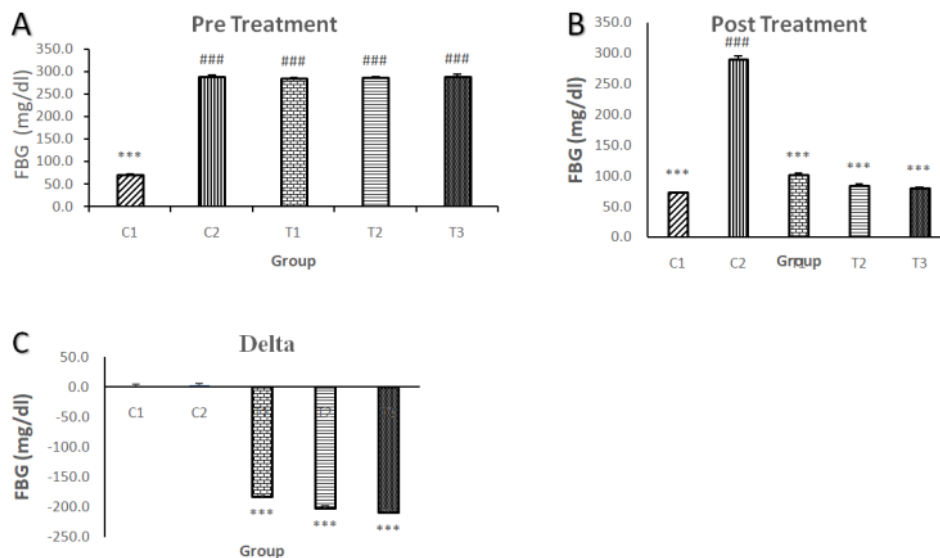 A
Pre Treatment
FBG (mg/dl)
350.0
300.0
250.0
200.0
150.0
100.0
50.0
0.0
***
###
###
###
###
C1 C2 T1 T2 T3
Group
B
Post Treatment
FBG (mg/dl)
350.0
300.0
250.0
200.0
150.0
100.0
50.0
0.0
***
###
***
***
***
C1 C2 T1 T2 T3
Group
C
Delta
FBG (mg/dl)
50.0
0.0
-50.0
-100.0
-150.0
-200.0
-250.0
C1 C2 T2
***
***
***
Group